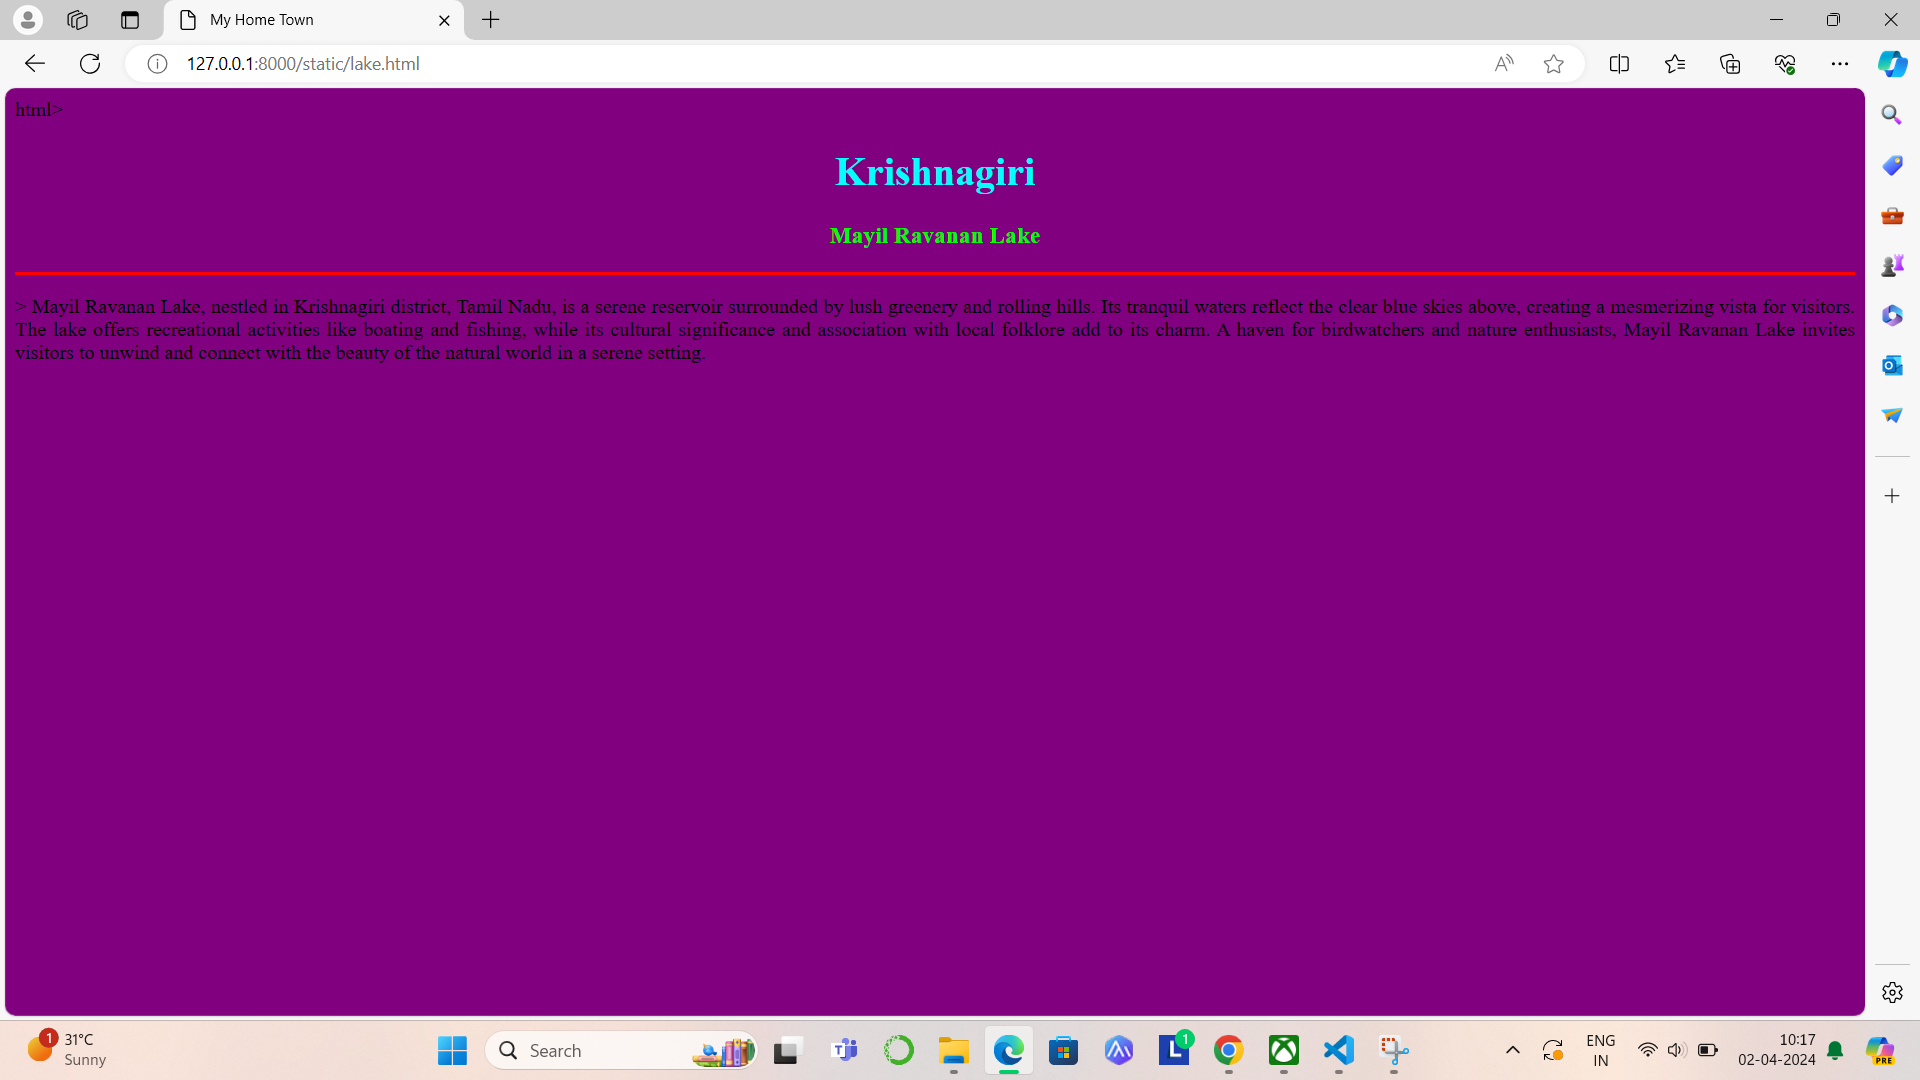 My Home Town
127.0.0.1:8000/static/lake.html
html>
Krishnagiri
Mayil Ravanan Lake
> Mayil Ravanan Lake, nestled in Krishnagiri district, Tamil Nadu, is a serene reservoir surrounded by lush greenery and rolling hills. Its tranquil waters reflect the clear blue skies above, creating a mesmerizing vista for visitors.
The lake offers recreational activities like boating and fishing, while its cultural significance and association with local folklore add to its charm. A haven for birdwatchers and nature enthusiasts, Mayil Ravanan Lake invites
visitors to unwind and connect with the beauty of the natural world in a serene setting.
1
31°C
Sunny
Search
1
ENG
IN
10:17
02-04-2024
PRE